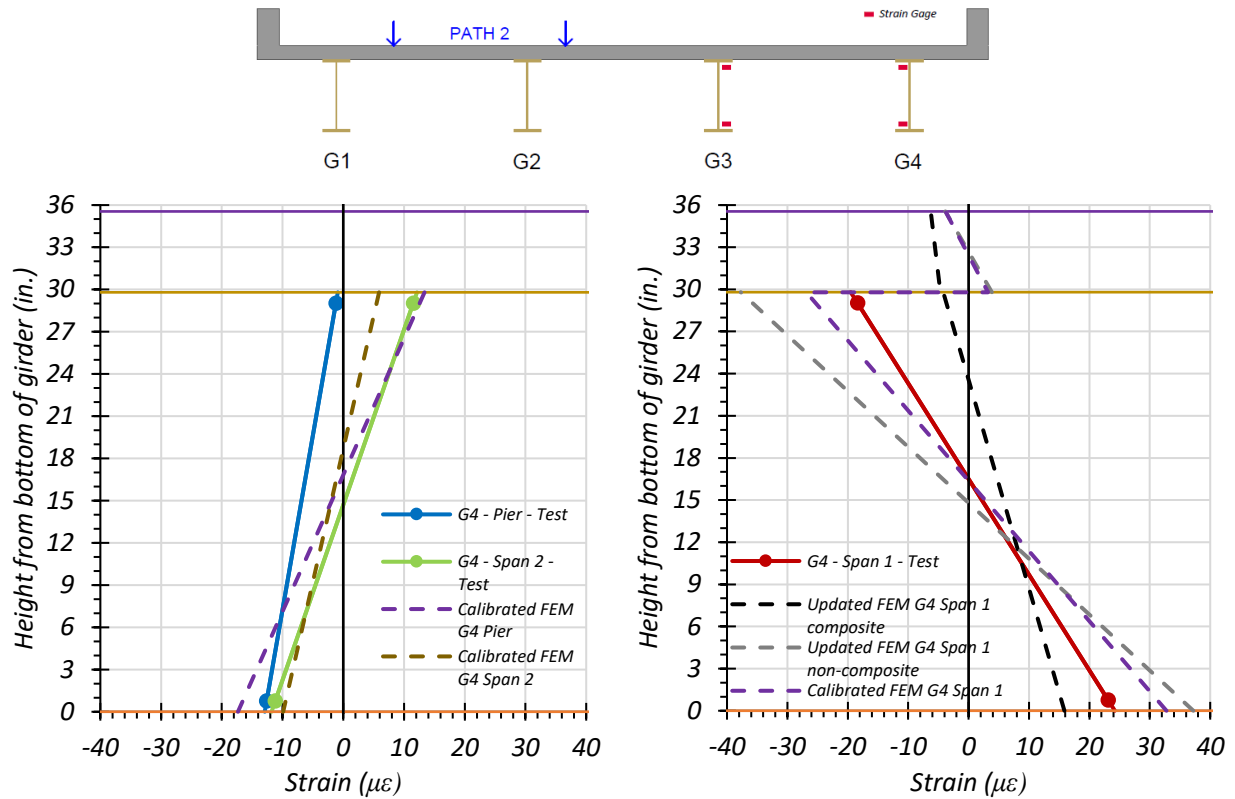 Strain Gage
PATH 2
G1
G2
G3
G4
36
33
30
27
24
21
18
15
12
9
6
3
0
Height from bottom of girder (in.)
G4 - Pier - Test
G4 - Span 2 -
Test
Calibrated FEM
G4 Pier
Calibrated FEM
G4 Span 2
-40 -30 -20 -10 0 10 20 30 40
Strain (με)
36
33
30
27
24
21
18
15
12
9
6
3
0
Height from bottom of girder (in.)
G4 - Span 1 - Test
Updated FEM G4 Span 1
composite
Updated FEM G4 Span 1
non-composite
Calibrated FEM G4 Span 1
-40 -30 -20 -10 0 10 20 30 40
Strain (με)